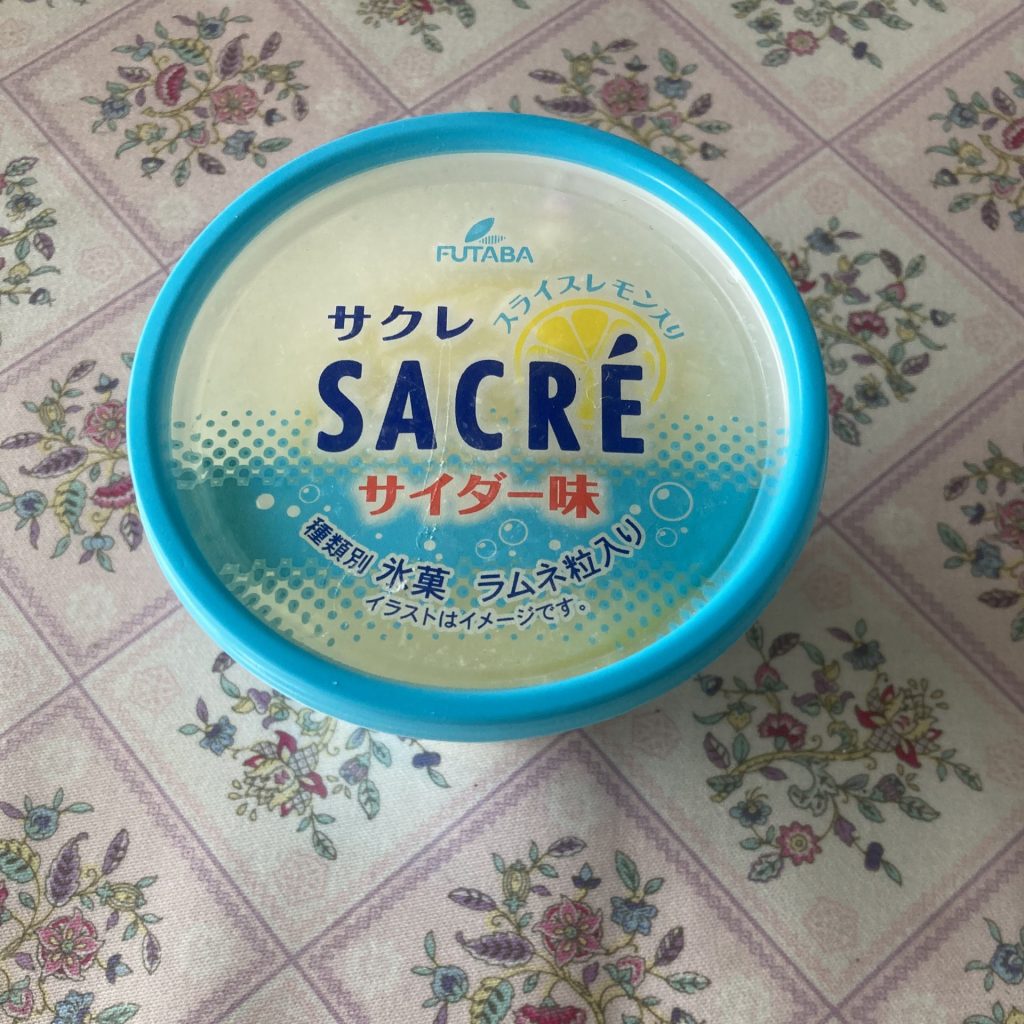 FUTABA
スライスレモン入り
サクレ
SACRÉ
サイダー味
種類別 氷菓 ラムネ粒入り
イラストはイメージです。